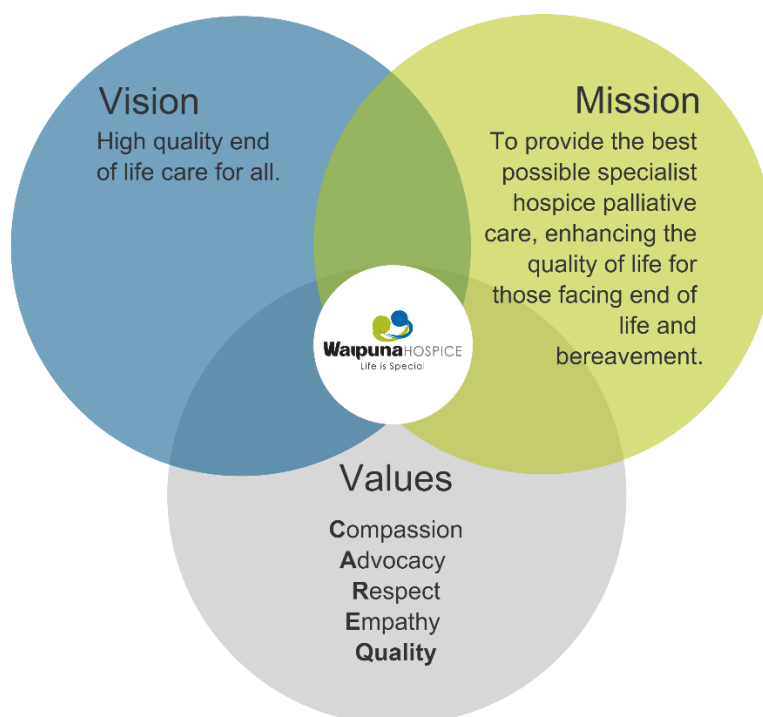 Vision
High quality end
of life care for all.
Mission
To provide the best
possible specialist
hospice palliative
care, enhancing the
quality of life for
those facing end of
life and
bereavement.
WaipunaHOSPICE
Life is Special
Values
Compassion
Advocacy
Respect
Empathy
Quality